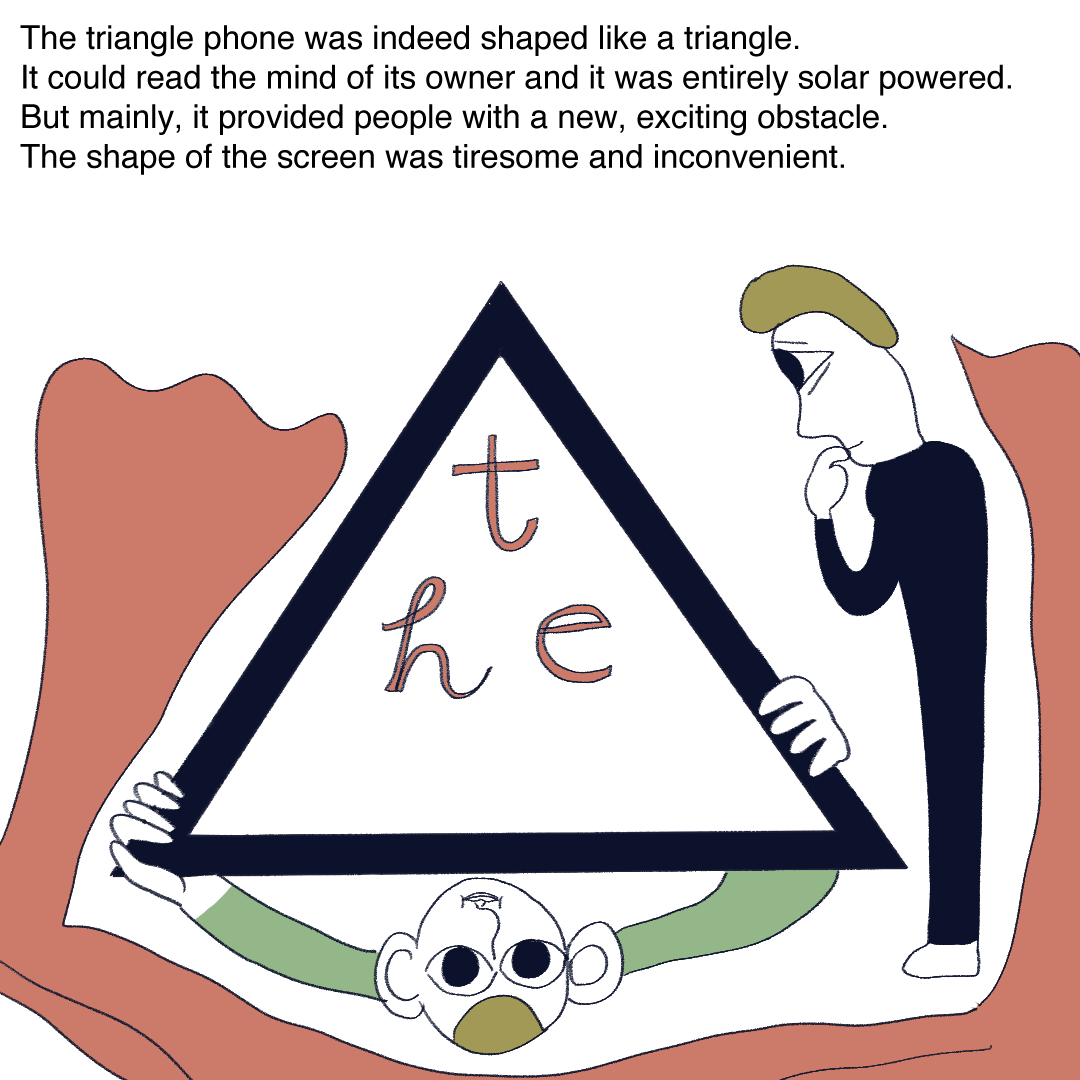 The triangle phone was indeed shaped like a triangle.
It could read the mind of its owner and it was entirely solar powered.
But mainly, it provided people with a new, exciting obstacle.
The shape of the screen was tiresome and inconvenient.
t
h e